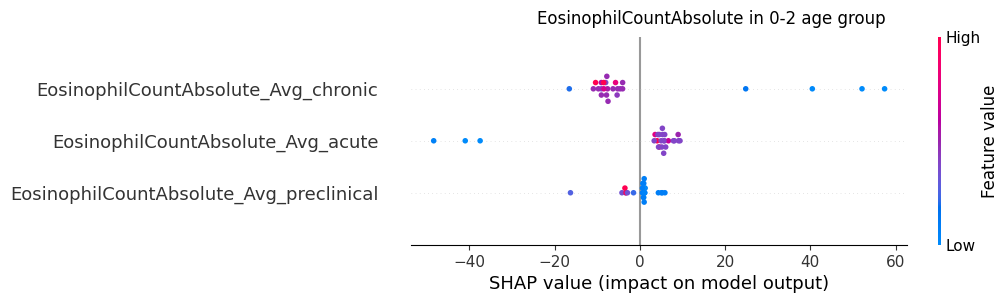 EosinophilCountAbsolute in 0-2 age group
High
EosinophilCountAbsolute_Avg_chronic
EosinophilCountAbsolute_Avg_acute
EosinophilCountAbsolute_Avg_preclinical
Feature value
Low
−40 −20 0 20 40 60
SHAP value (impact on model output)